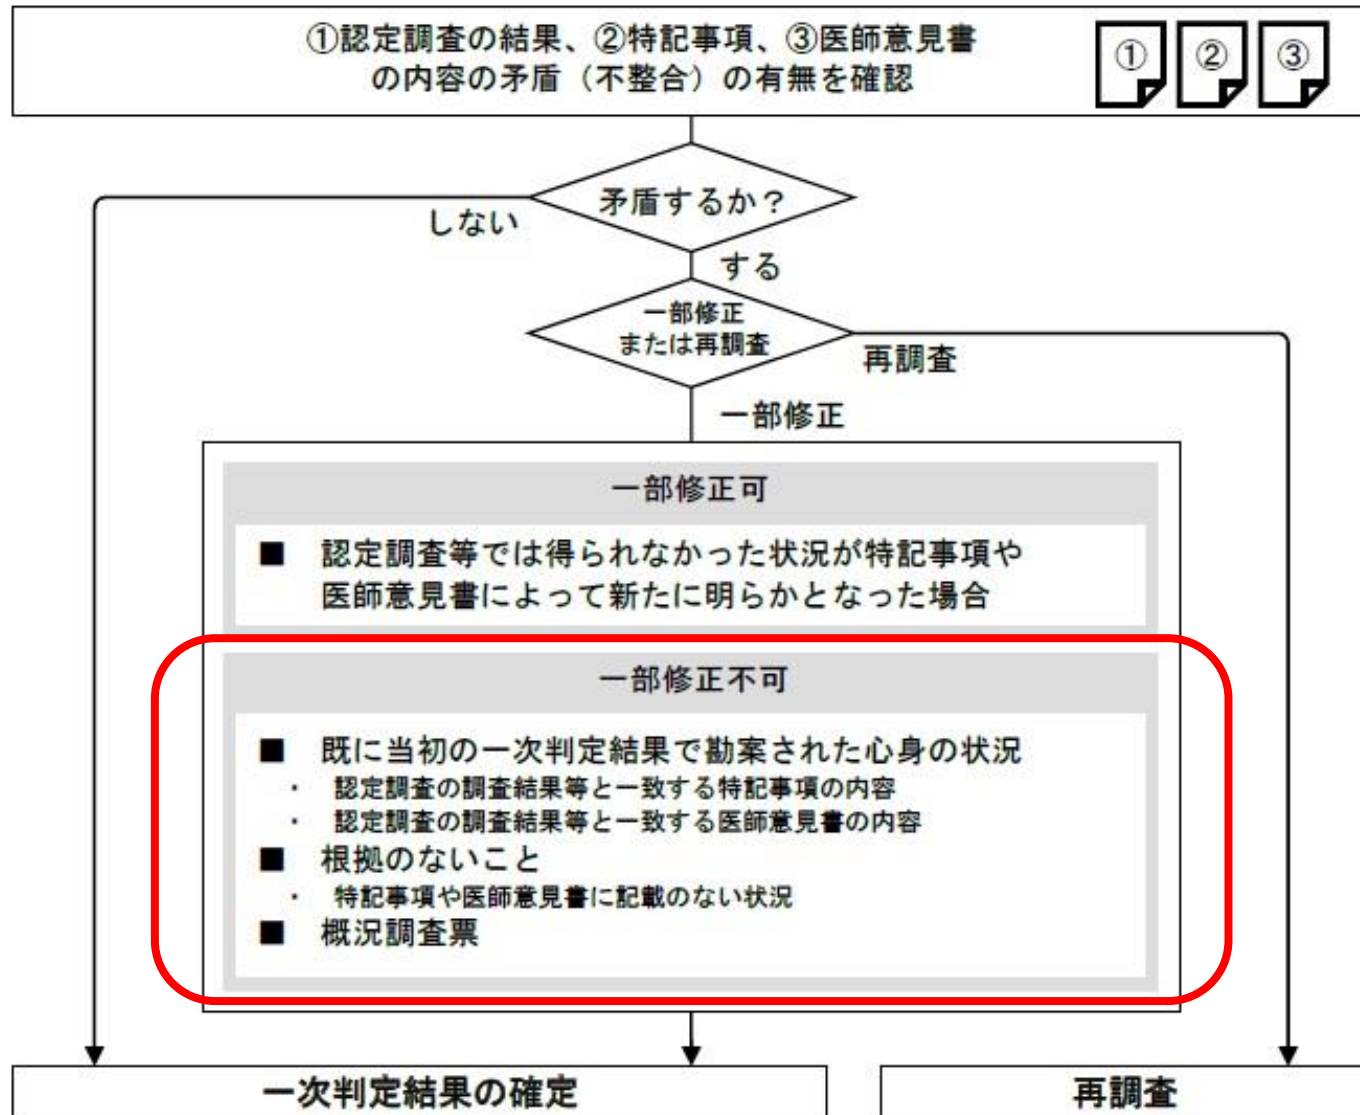 ①認定調査の結果、②特記事項、③医師意見書
の内容の矛盾（不整合）の有無を確認
① ② ③
矛盾するか？
しない
する
一部修正
または再調査
再調査
一部修正
一部修正可
■ 認定調査等では得られなかった状況が特記事項や
医師意見書によって新たに明らかとなった場合
一部修正不可
■ 既に当初の一次判定結果で勘案された心身の状況
・ 認定調査の調査結果等と一致する特記事項の内容
・ 認定調査の調査結果等と一致する医師意見書の内容
■ 根拠のないこと
・ 特記事項や医師意見書に記載のない状況
■ 概況調査票
一次判定結果の確定
再調査